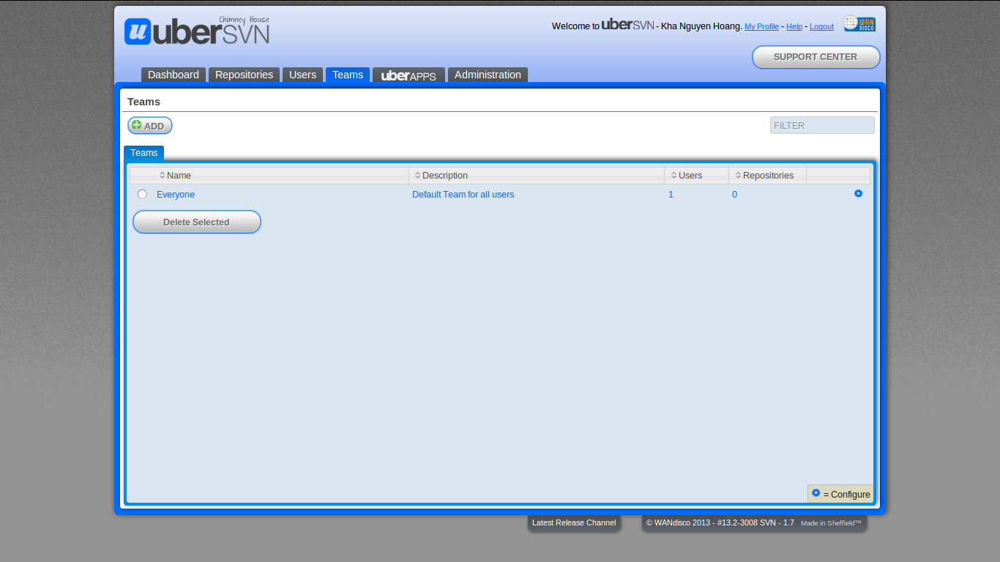 Chimney House
u uberSVN
Welcome to uberSVN - Kha Nguyen Hoang. My Profile - Help - Logout
WAN DISCO
SUPPORT CENTER
Dashboard Repositories Users Teams uberAPPS Administration
Teams
ADD FILTER
Teams
Name Description Users Repositories
Everyone Default Team for all users 1 0
Delete Selected
= Configure
Latest Release Channel © WANdisco 2013 - #13.2-3008 SVN - 1.7 Made in Sheffield™